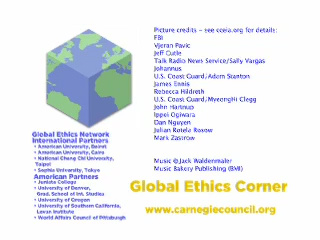 Picture credits - see cceia.org for details:
FBI
Vjeran Pavic
Jeff Cutle
Talk Radio News Service/Sally Vargas
Johannus
U.S. Coast Guard/Adam Stanton
James Ennis
Rebecca Hildreth
U.S. Coast Guard/MyeongHi Clegg
John Martinus
Ippei Ogiwara
Dan Nguyen
Julian Rotela Rosow
Mark Zastrow
Music © Jack Waldenmaier
Music Bakery Publishing (BMI)
Global Ethics Network
International Partners
• American University, Beirut
• American University, Cairo
• National Cheng Chi University,
Taipei
• Sophia University, Tokyo
American Partners
• Juniata College
• University of Denver,
Grad. School of Int. Studies
• University of Oregon
• University of Southern California,
Levan Institute
• World Affairs Council of Pittsburgh
Global Ethics Corner
www.carnegiecouncil.org